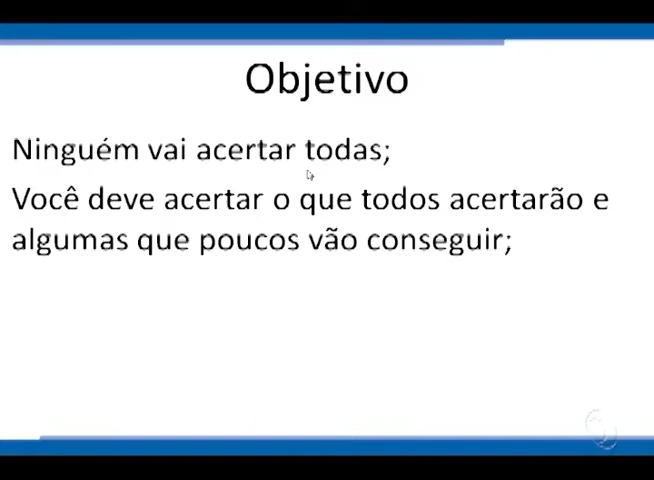 Objetivo
Ninguém vai acertar todas;
Você deve acertar o que todos acertarão e
algumas que poucos vão conseguir;